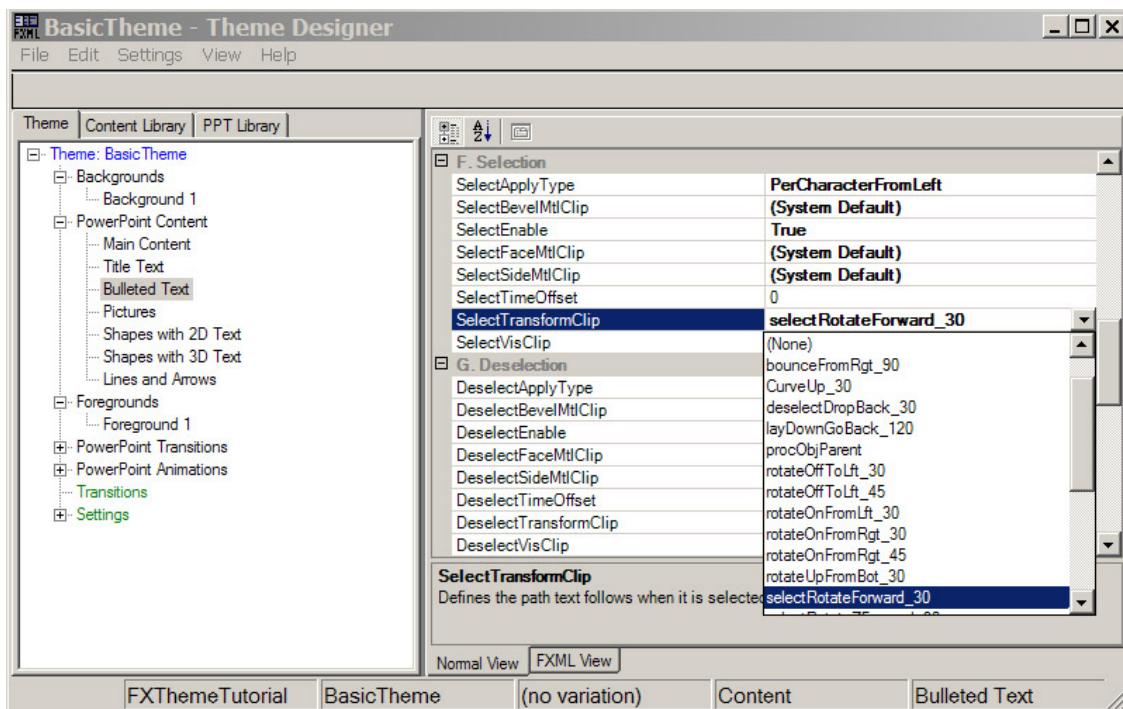 BasicTheme - Theme Designer
File Edit Settings View Help
Theme Content Library PPT Library
Theme: BasicTheme
Backgrounds
Background 1
PowerPoint Content
Main Content
Title Text
Bulleted Text
Pictures
Shapes with 2D Text
Shapes with 3D Text
Lines and Arrows
Foregrounds
Foreground 1
PowerPoint Transitions
PowerPoint Animations
Transitions
Settings
F. Selection
SelectApplyType PerCharacterFromLeft
SelectBevelMtlClip (System Default)
SelectEnable True
SelectFaceMtlClip (System Default)
SelectSideMtlClip (System Default)
SelectTimeOffset 0
SelectTransformClip selectRotateForward_30
SelectVisClip
G. Deselection
DeselectApplyType
DeselectBevelMtlClip
DeselectEnable
DeselectFaceMtlClip
DeselectSideMtlClip
DeselectTimeOffset
DeselectTransformClip
DeselectVisClip
(None)
bounceFromRgt_90
CurveUp_30
deselectDropBack_30
layDownGoBack_120
procObjParent
rotateOffToLft_30
rotateOffToLft_45
rotateOnFromLft_30
rotateOnFromRgt_30
rotateOnFromRgt_45
rotateUpFromBot_30
selectRotateForward_30
SelectTransformClip
Defines the path text follows when it is selected
Normal View FXML View
FXThemeTutorial BasicTheme (no variation) Content Bulleted Text